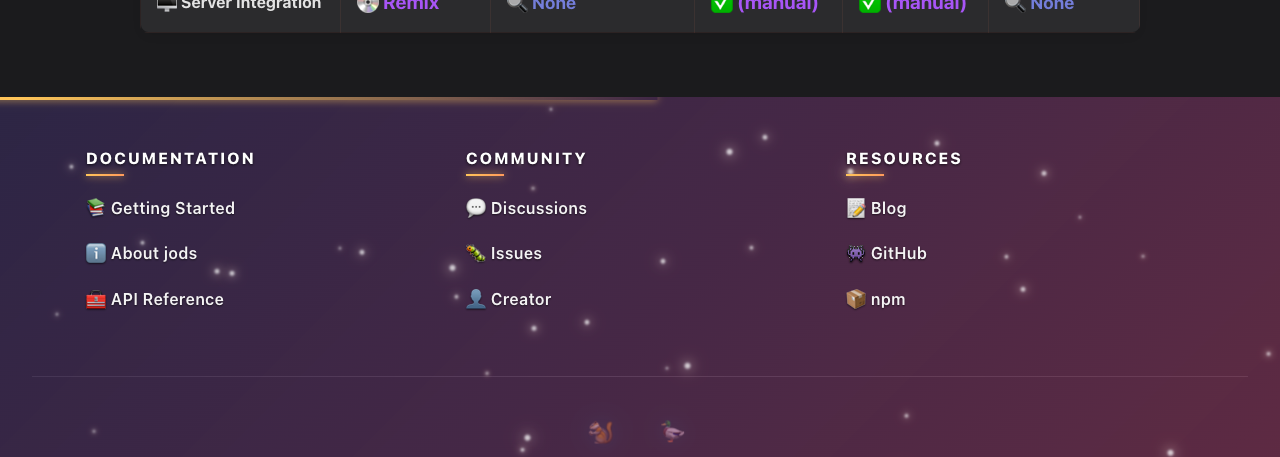 Server Integration Remix None (manual) (manual) None
DOCUMENTATION COMMUNITY RESOURCES
Getting Started Discussions Blog
About jods Issues GitHub
API Reference Creator npm